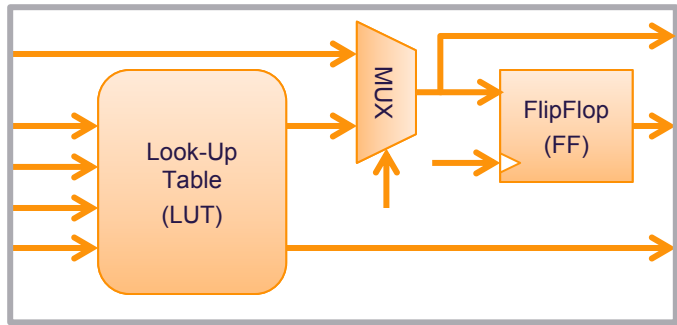 Look-Up
Table
(LUT)
MUX
FlipFlop
(FF)